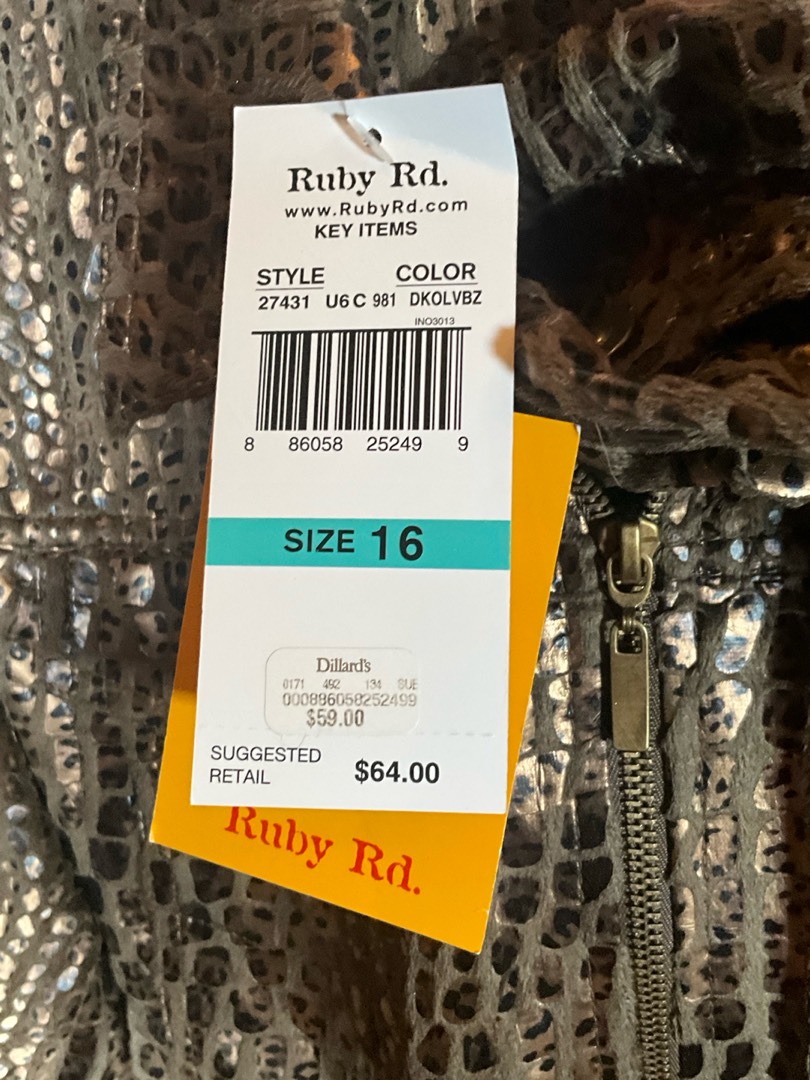 Ruby Rd.
www.RubyRd.com
KEY ITEMS
STYLE COLOR
27431 U6 C 981 DKOLVBZ
INO3013
8 86058 25249 9
SIZE 16
Dillard's
0171 492 134 SUE
000886058252499
$59.00
SUGGESTED
RETAIL $64.00
Ruby Rd.